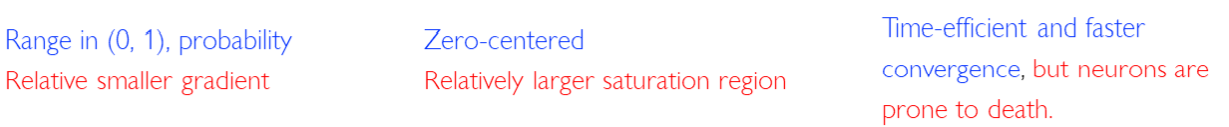 Range in (0, 1), probability
Relative smaller gradient
Zero-centered
Relatively larger saturation region
Time-efficient and faster
convergence, but neurons are
prone to death.